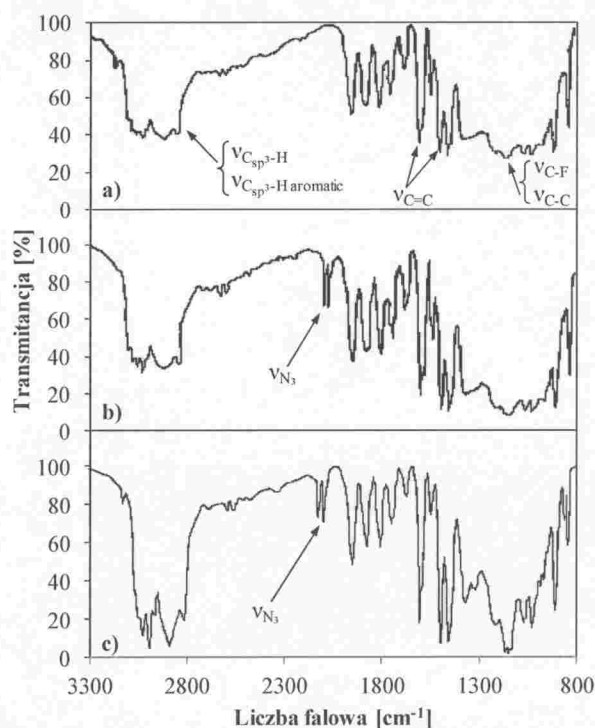 Transmitancja [%]
100
80
60
40
20
0
a)
νCsp³-H
νCsp³-H aromatic
νC=C
νC-F
νC-C
100
80
60
40
20
0
b)
νN₃
100
80
60
40
20
0
c)
νN₃
3300 2800 2300 1800 1300 800
Liczba falowa [cm⁻¹]